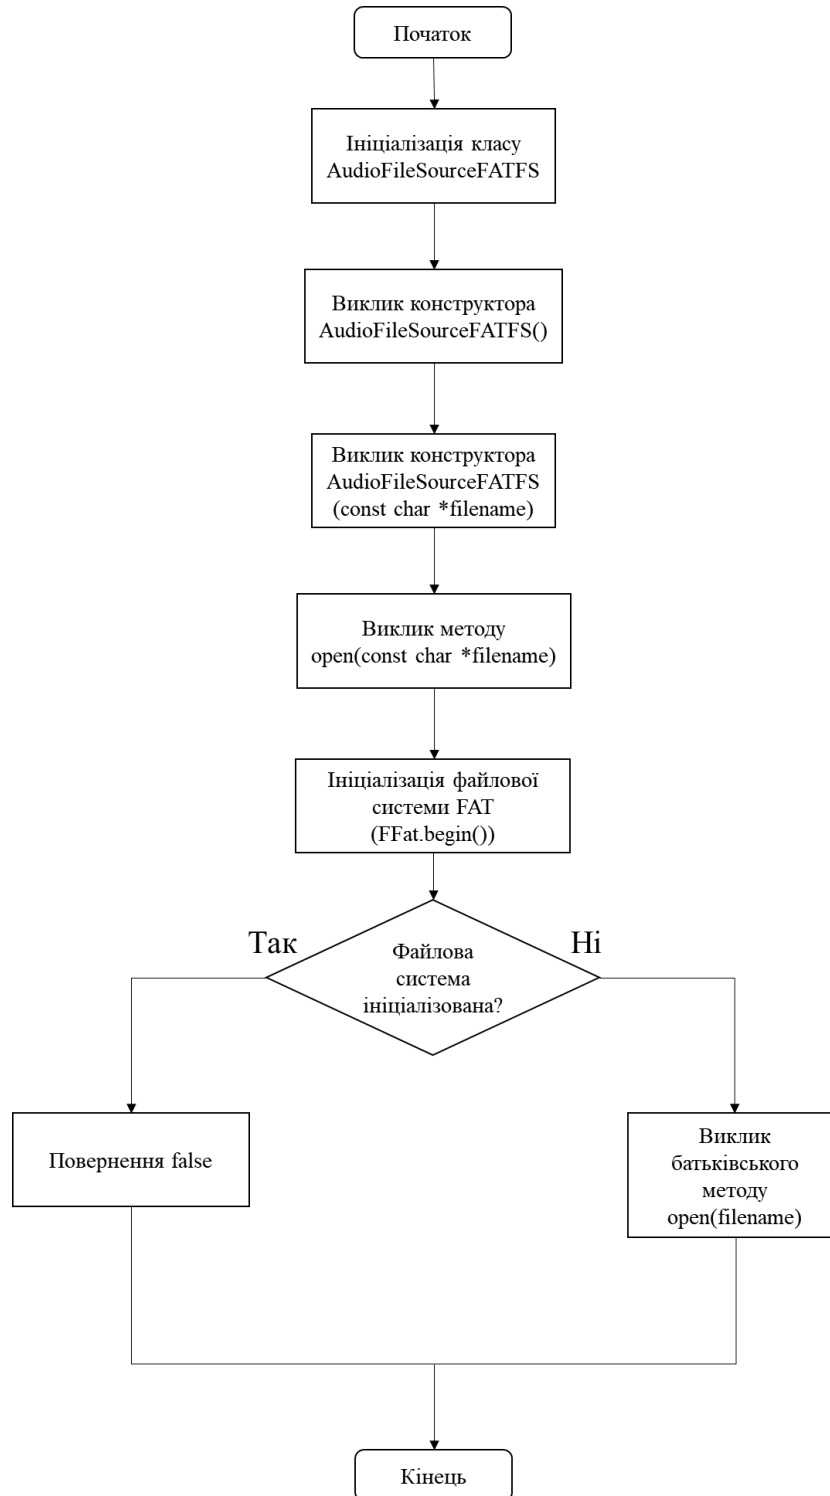 Початок
Ініціалізація класу
AudioFileSourceFATFS
Виклик конструктора
AudioFileSourceFATFS()
Виклик конструктора
AudioFileSourceFATFS
(const char *filename)
Виклик методу
open(const char *filename)
Ініціалізація файлової
системи FAT
(FFat.begin())
Так
Ні
Файлова
система
ініціалізована?
Повернення false
Виклик
батьківського
методу
open(filename)
Кінець